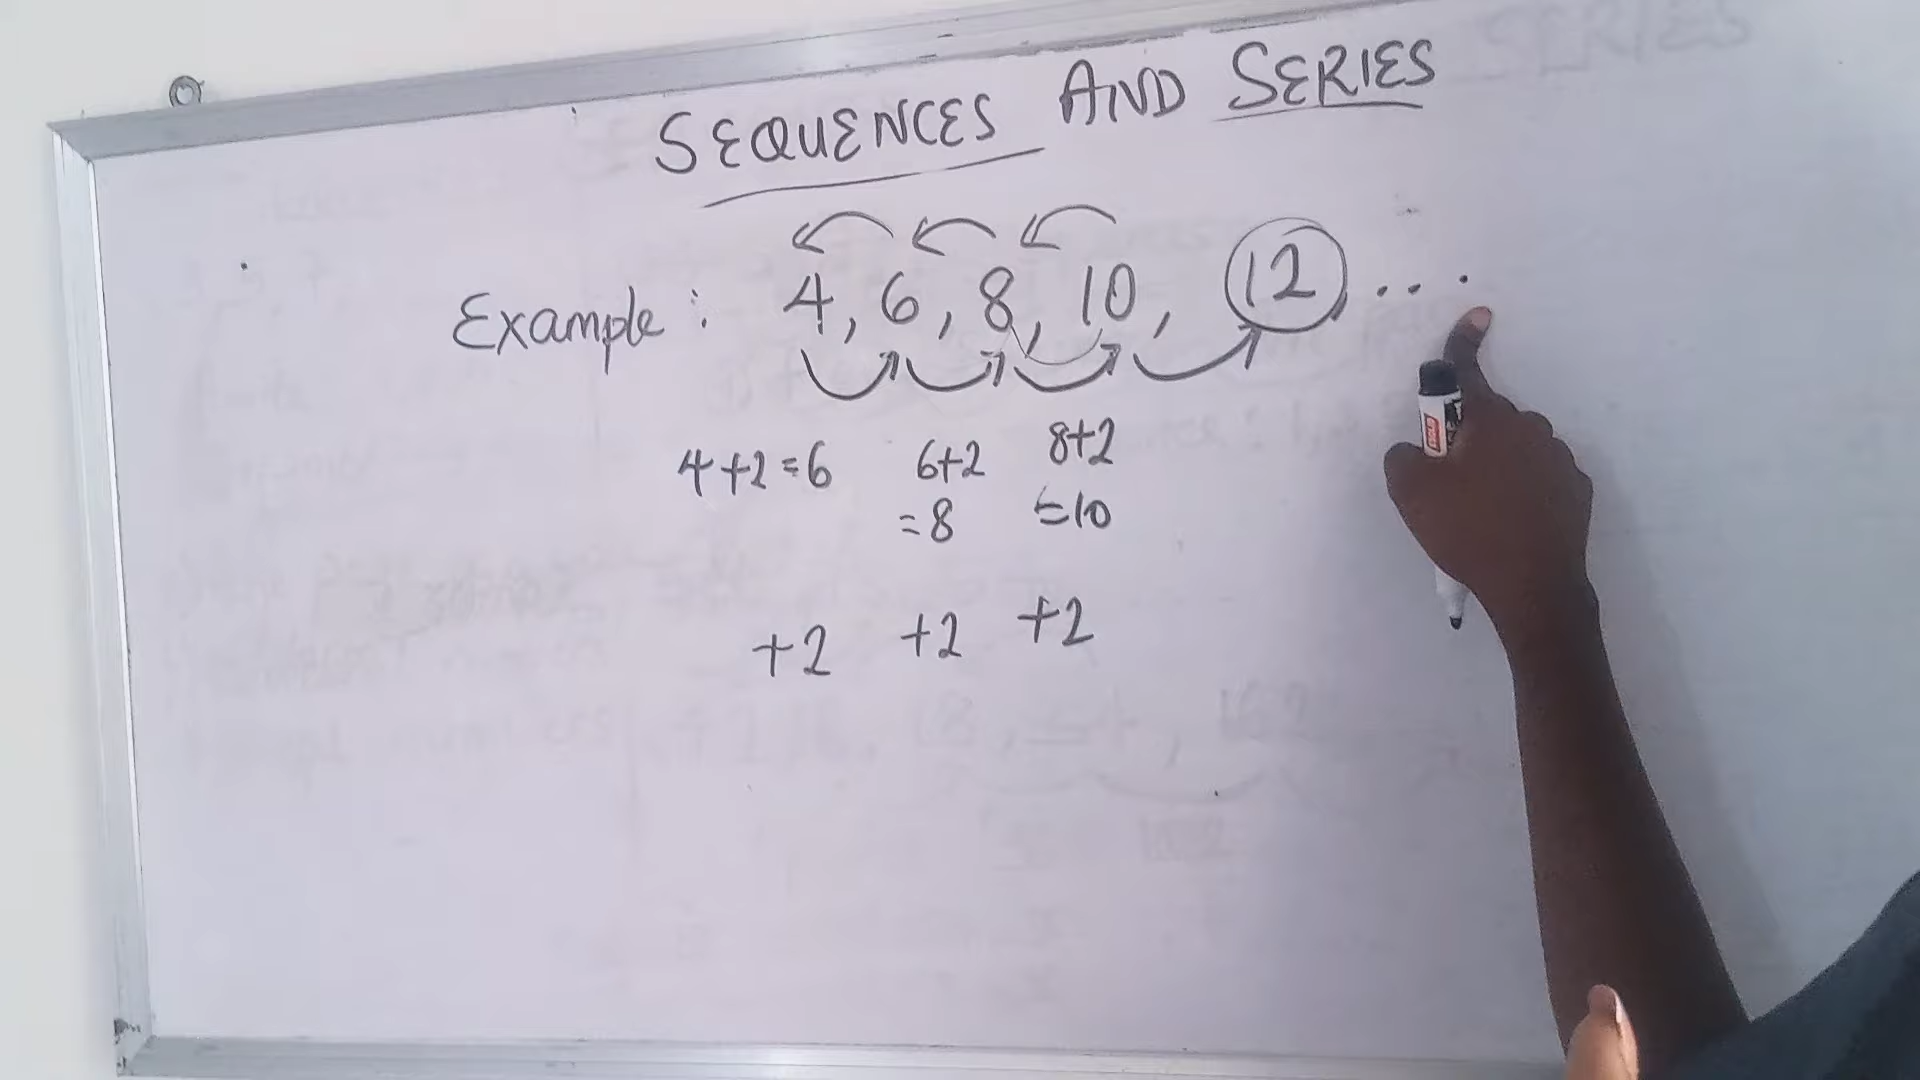 SEQUENCES AND SERIES
Example : 4, 6, 8, 10, 12, ...
4+2=6 6+2 8+2
=8 =10
+2 +2 +2